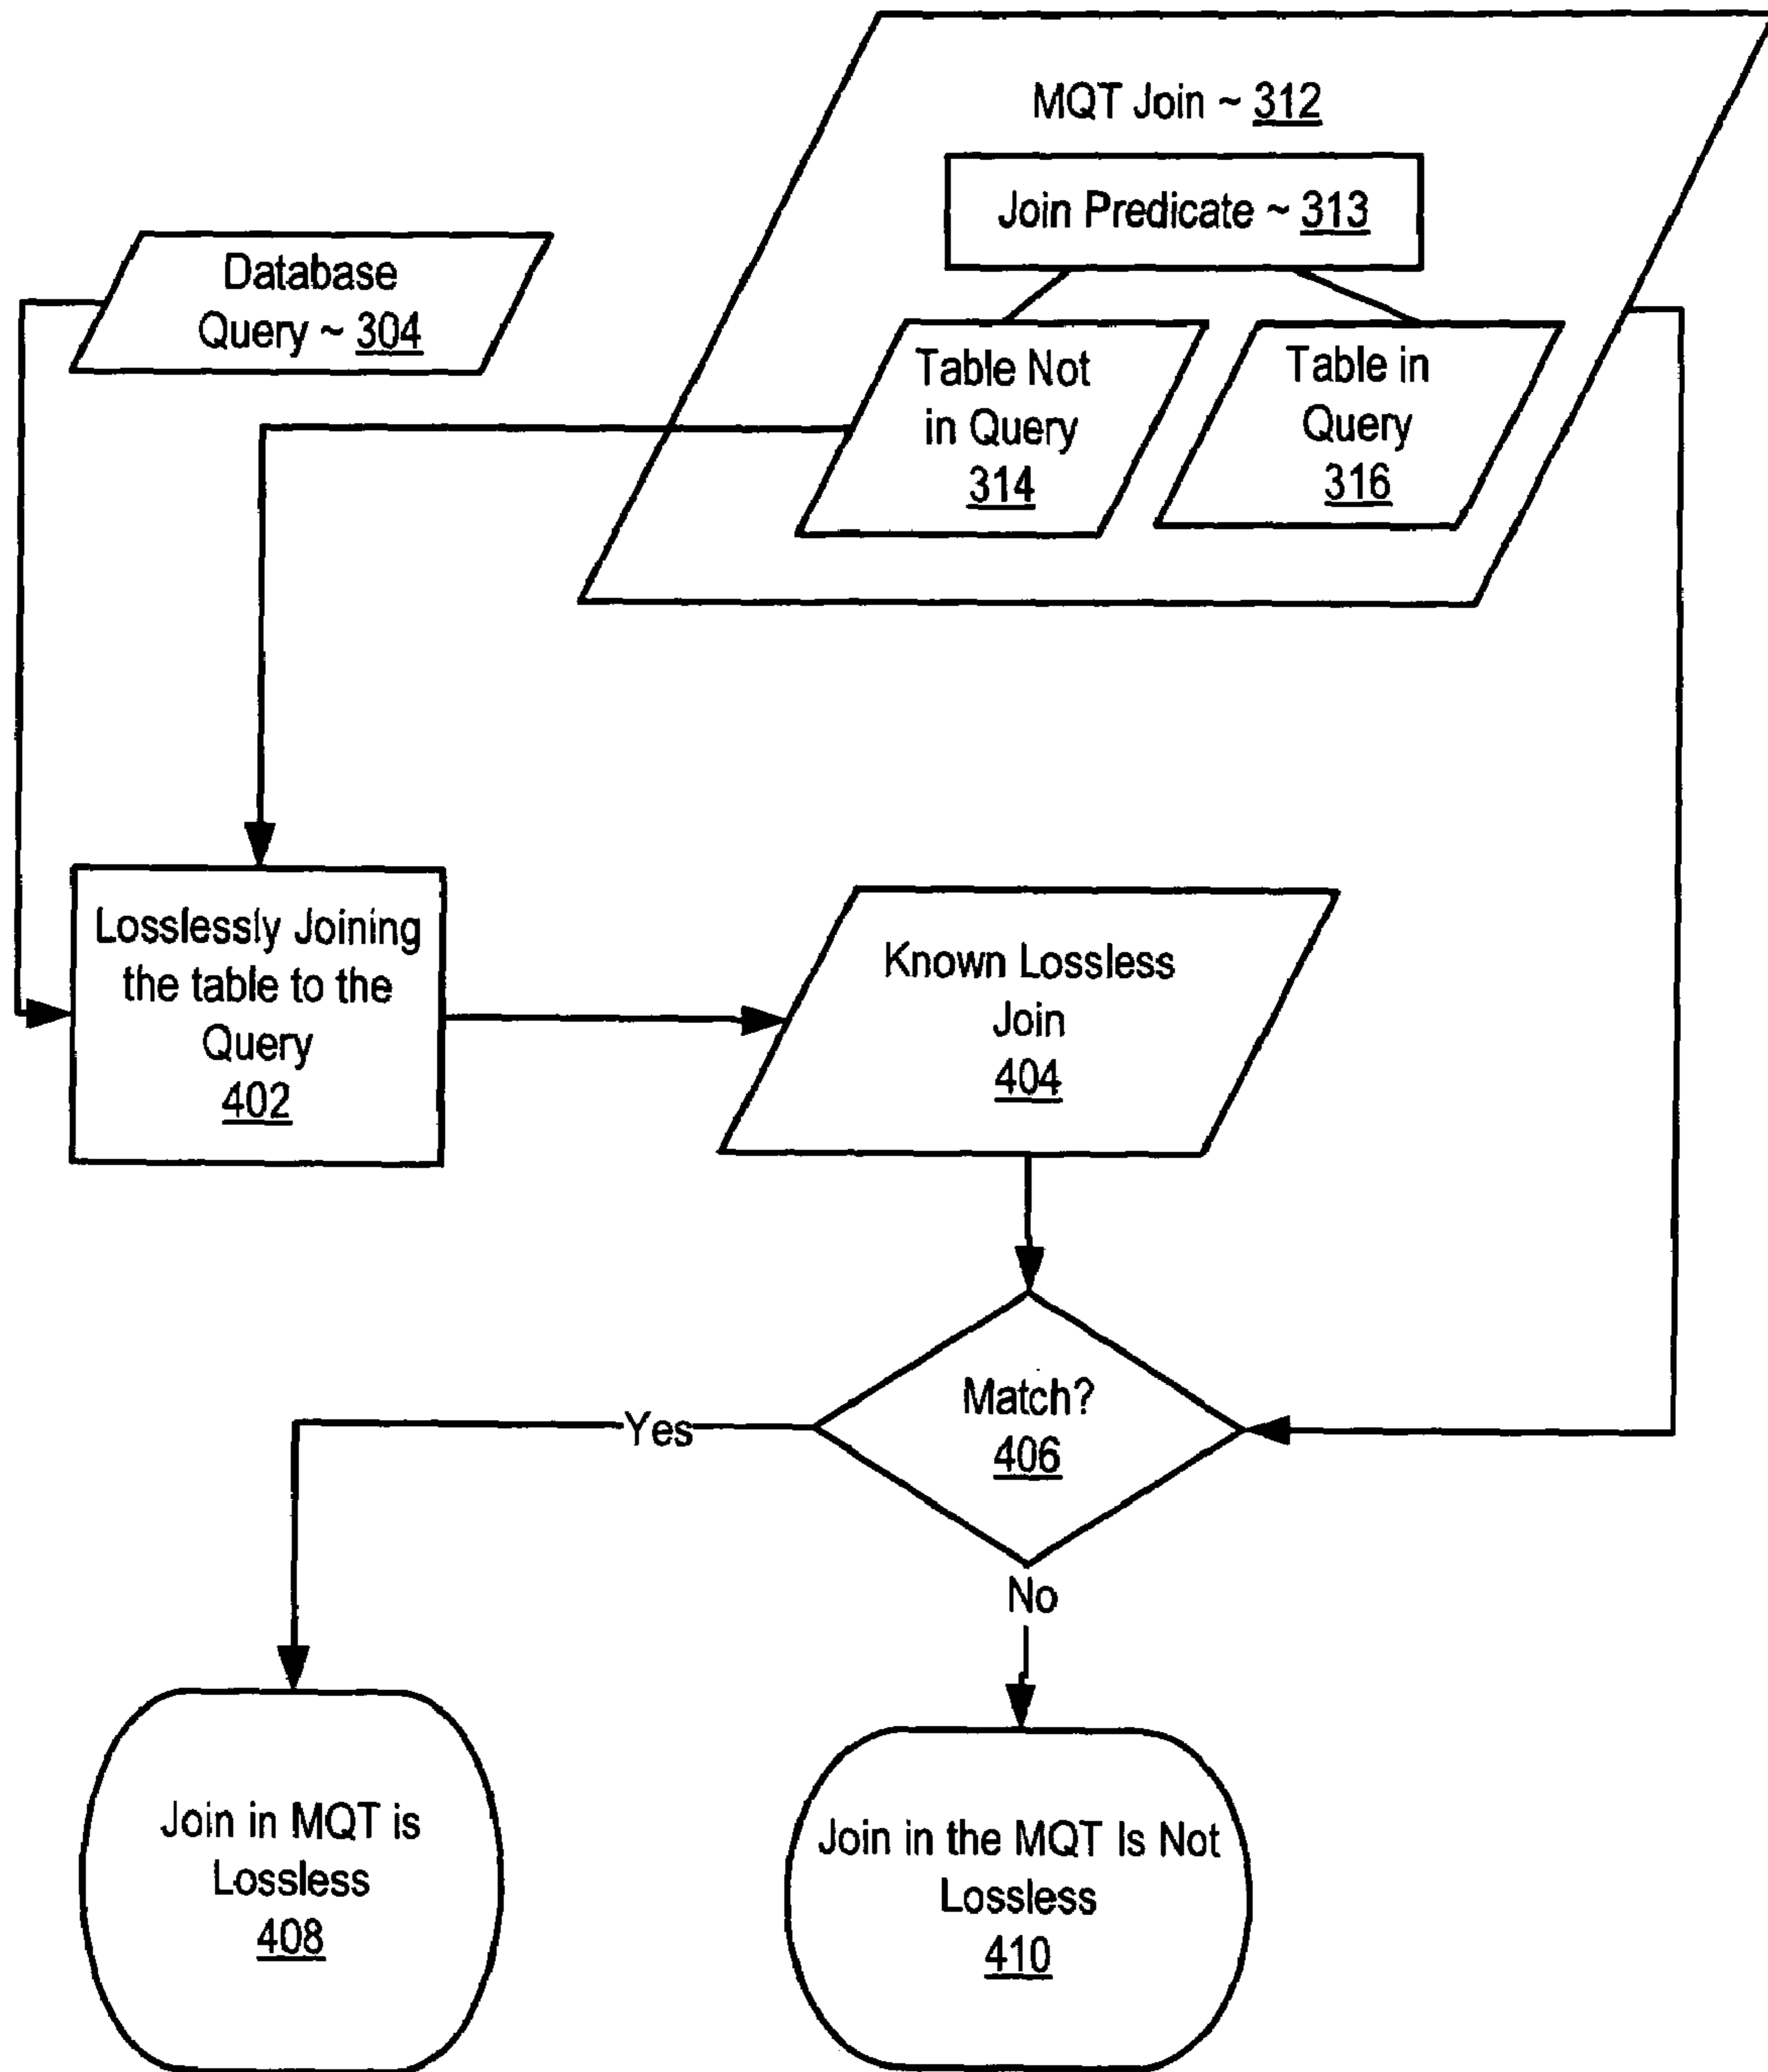 MQT Join ~ 312
Join Predicate ~ 313
Database
Query ~ 304
Table Not
in Query
314
Table in
Query
316
Losslessly Joining
the table to the
Query
402
Known Lossless
Join
404
Match?
406
Yes
No
Join in MQT is
Lossless
408
Join in the MQT Is Not
Lossless
410